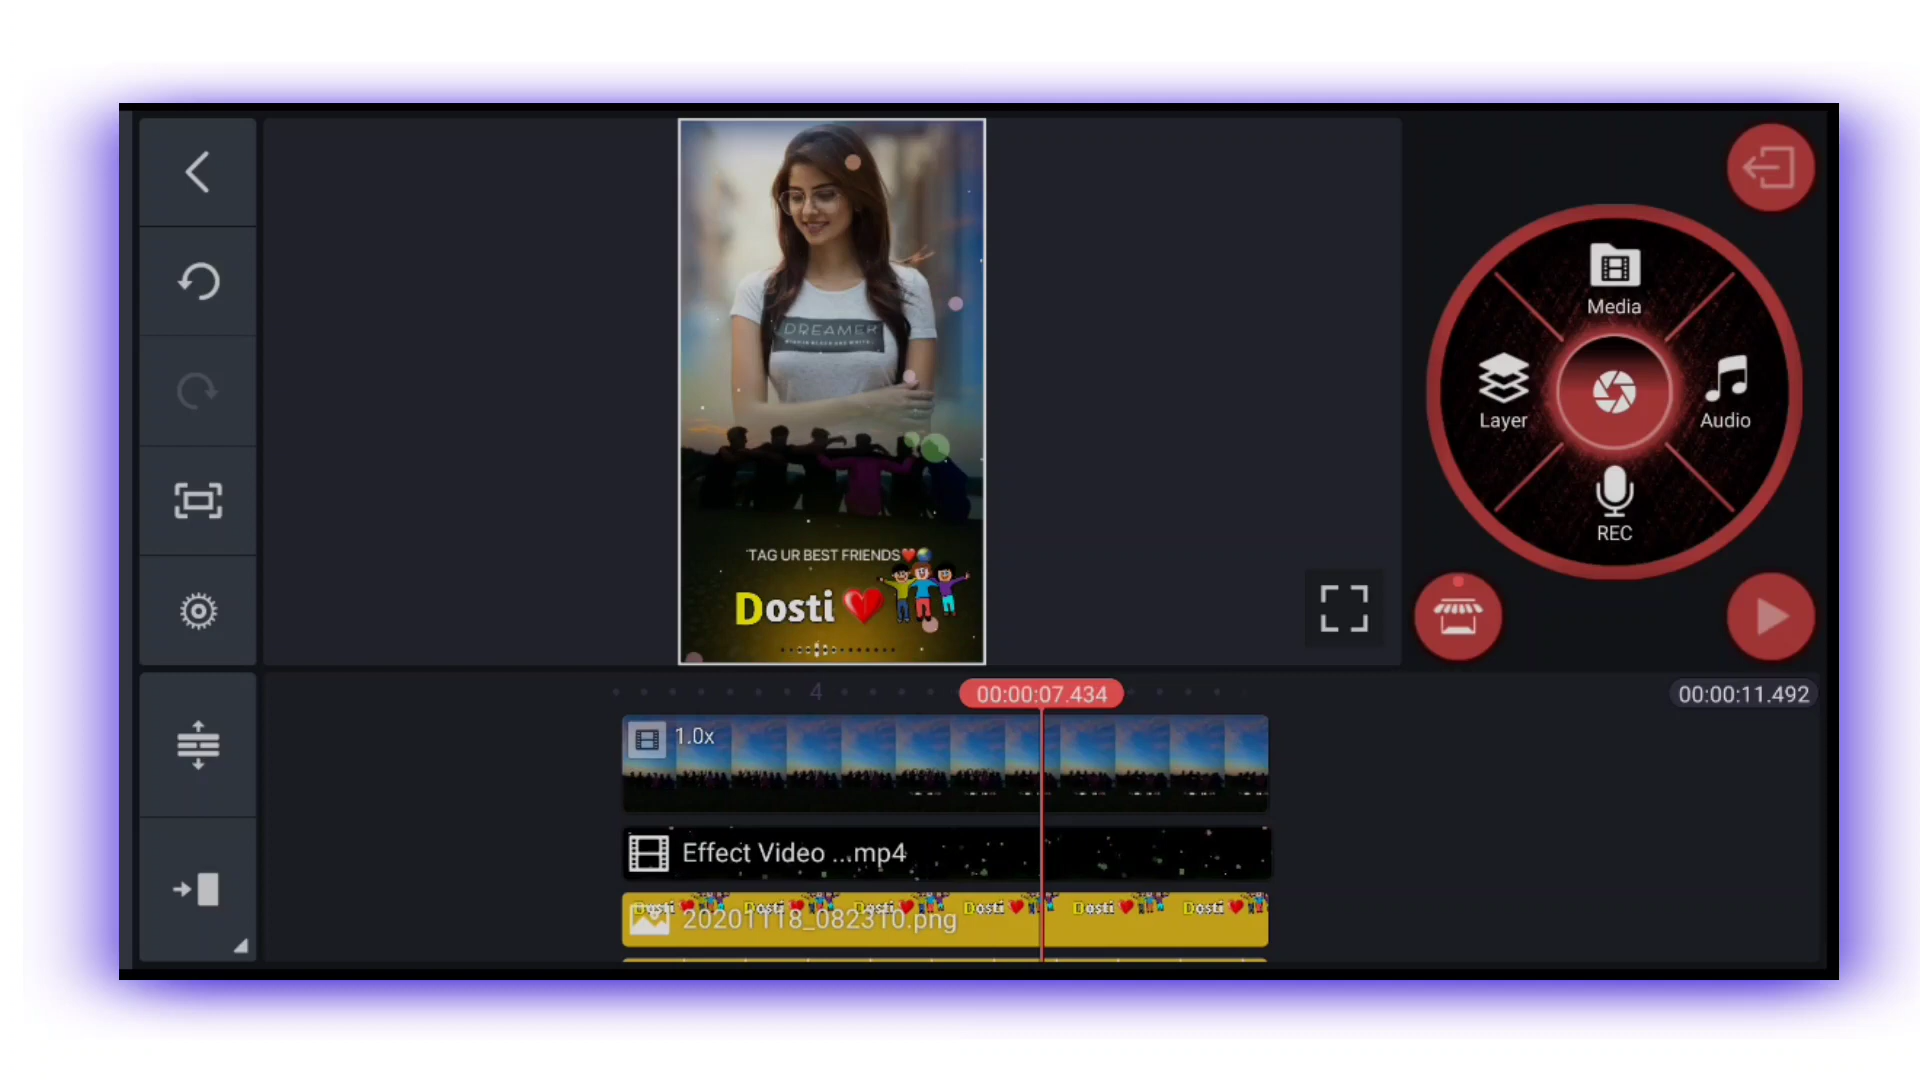 DREAMER
Media
Layer
Audio
REC
TAG UR BEST FRIENDS❤️🌍
Dosti ❤️
4
00:00:07.434
00:00:11.492
1.0x
Effect Video ...mp4
Dosti Dosti Dosti Dosti Dosti Dosti
20201118_082310.png